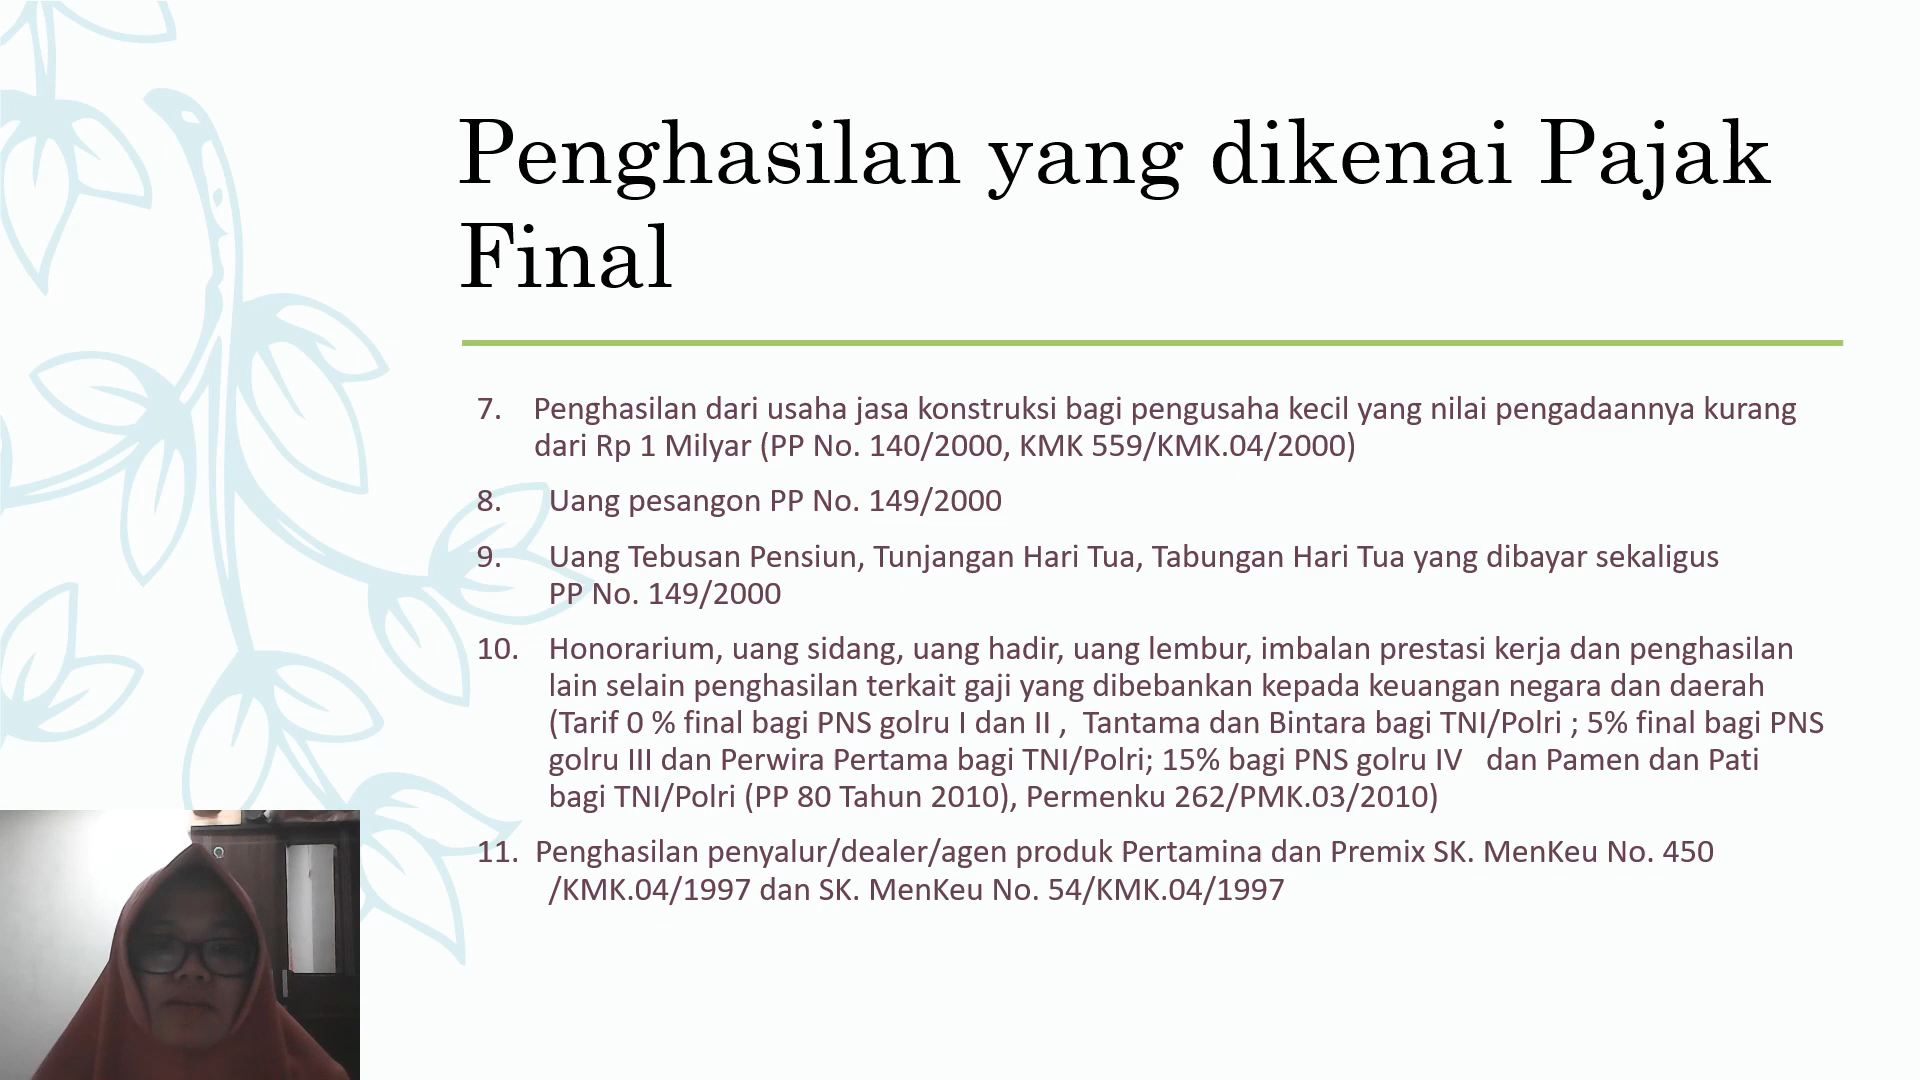 Penghasilan yang dikenai Pajak
Final
7. Penghasilan dari usaha jasa konstruksi bagi pengusaha kecil yang nilai pengadaannya kurang
dari Rp 1 Milyar (PP No. 140/2000, KMK 559/KMK.04/2000)
8. Uang pesangon PP No. 149/2000
9. Uang Tebusan Pensiun, Tunjangan Hari Tua, Tabungan Hari Tua yang dibayar sekaligus
PP No. 149/2000
10. Honorarium, uang sidang, uang hadir, uang lembur, imbalan prestasi kerja dan penghasilan
lain selain penghasilan terkait gaji yang dibebankan kepada keuangan negara dan daerah
(Tarif 0 % final bagi PNS golru I dan II , Tantama dan Bintara bagi TNI/Polri ; 5% final bagi PNS
golru III dan Perwira Pertama bagi TNI/Polri; 15% bagi PNS golru IV dan Pamen dan Pati
bagi TNI/Polri (PP 80 Tahun 2010), Permenku 262/PMK.03/2010)
11. Penghasilan penyalur/dealer/agen produk Pertamina dan Premix SK. MenKeu No. 450
/KMK.04/1997 dan SK. MenKeu No. 54/KMK.04/1997